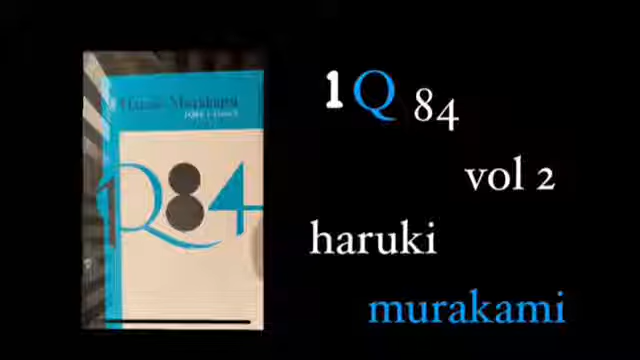 Haruki Murakami
1Q84
1Q 84
vol 2
haruki
murakami